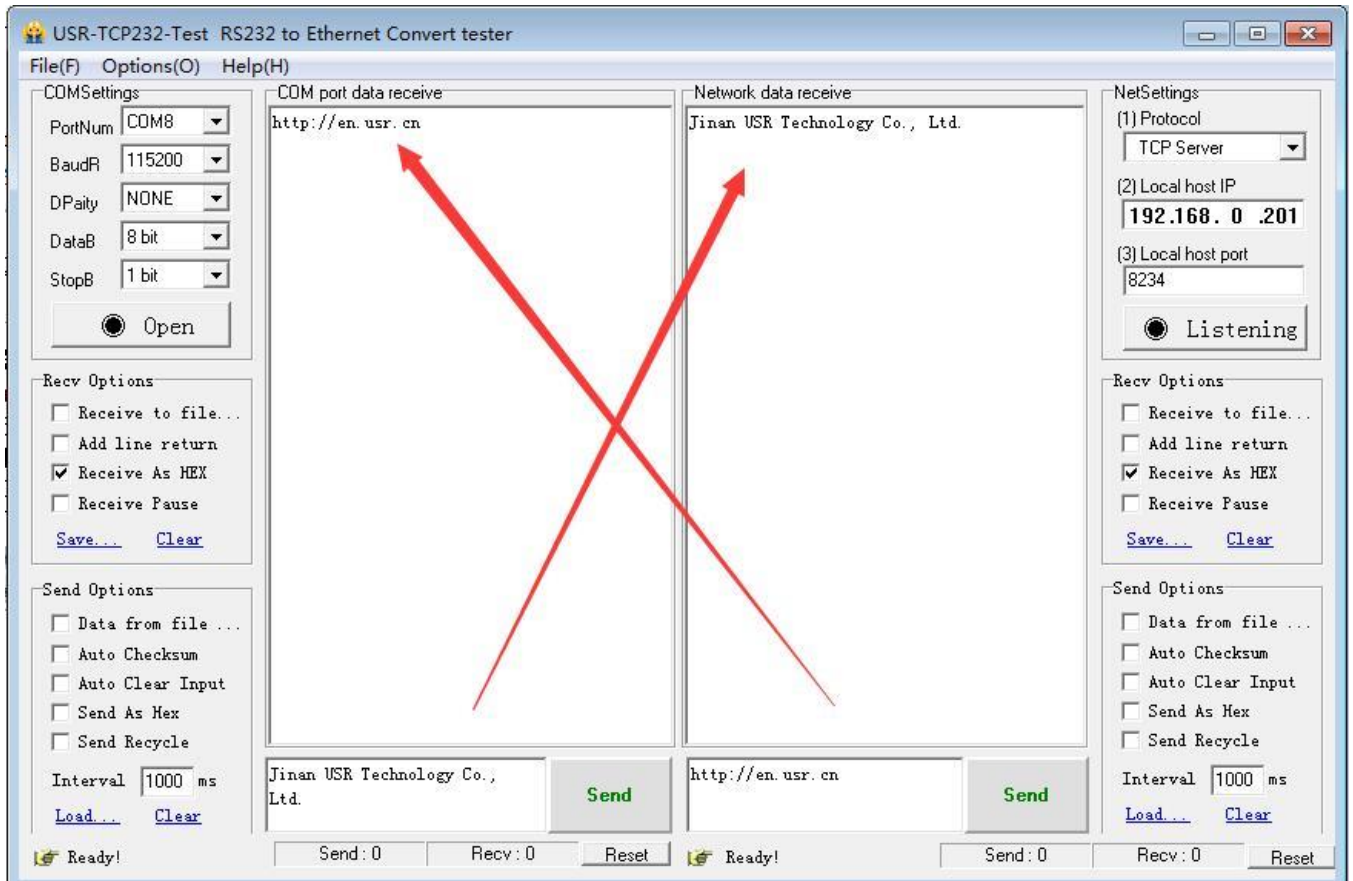 USR-TCP232-Test RS232 to Ethernet Convert tester
File(F) Options(O) Help(H)
COMSettings
PortNum COM8
BaudR 115200
DPaity NONE
DataB 8 bit
StopB 1 bit
Open
Recv Options
Receive to file...
Add line return
Receive As HEX
Receive Pause
Save... Clear
Send Options
Data from file ...
Auto Checksum
Auto Clear Input
Send As Hex
Send Recycle
Interval 1000 ms
Load... Clear
COM port data receive
http://en.usr.cn
Jinan USR Technology Co.,
Ltd.
Send
Network data receive
Jinan USR Technology Co., Ltd.
http://en.usr.cn
Send
NetSettings
(1) Protocol
TCP Server
(2) Local host IP
192.168. 0 .201
(3) Local host port
8234
Listening
Recv Options
Receive to file...
Add line return
Receive As HEX
Receive Pause
Save... Clear
Send Options
Data from file ...
Auto Checksum
Auto Clear Input
Send As Hex
Send Recycle
Interval 1000 ms
Load... Clear
Ready! Send : 0 Recv : 0 Reset
Ready! Send : 0 Recv : 0 Reset